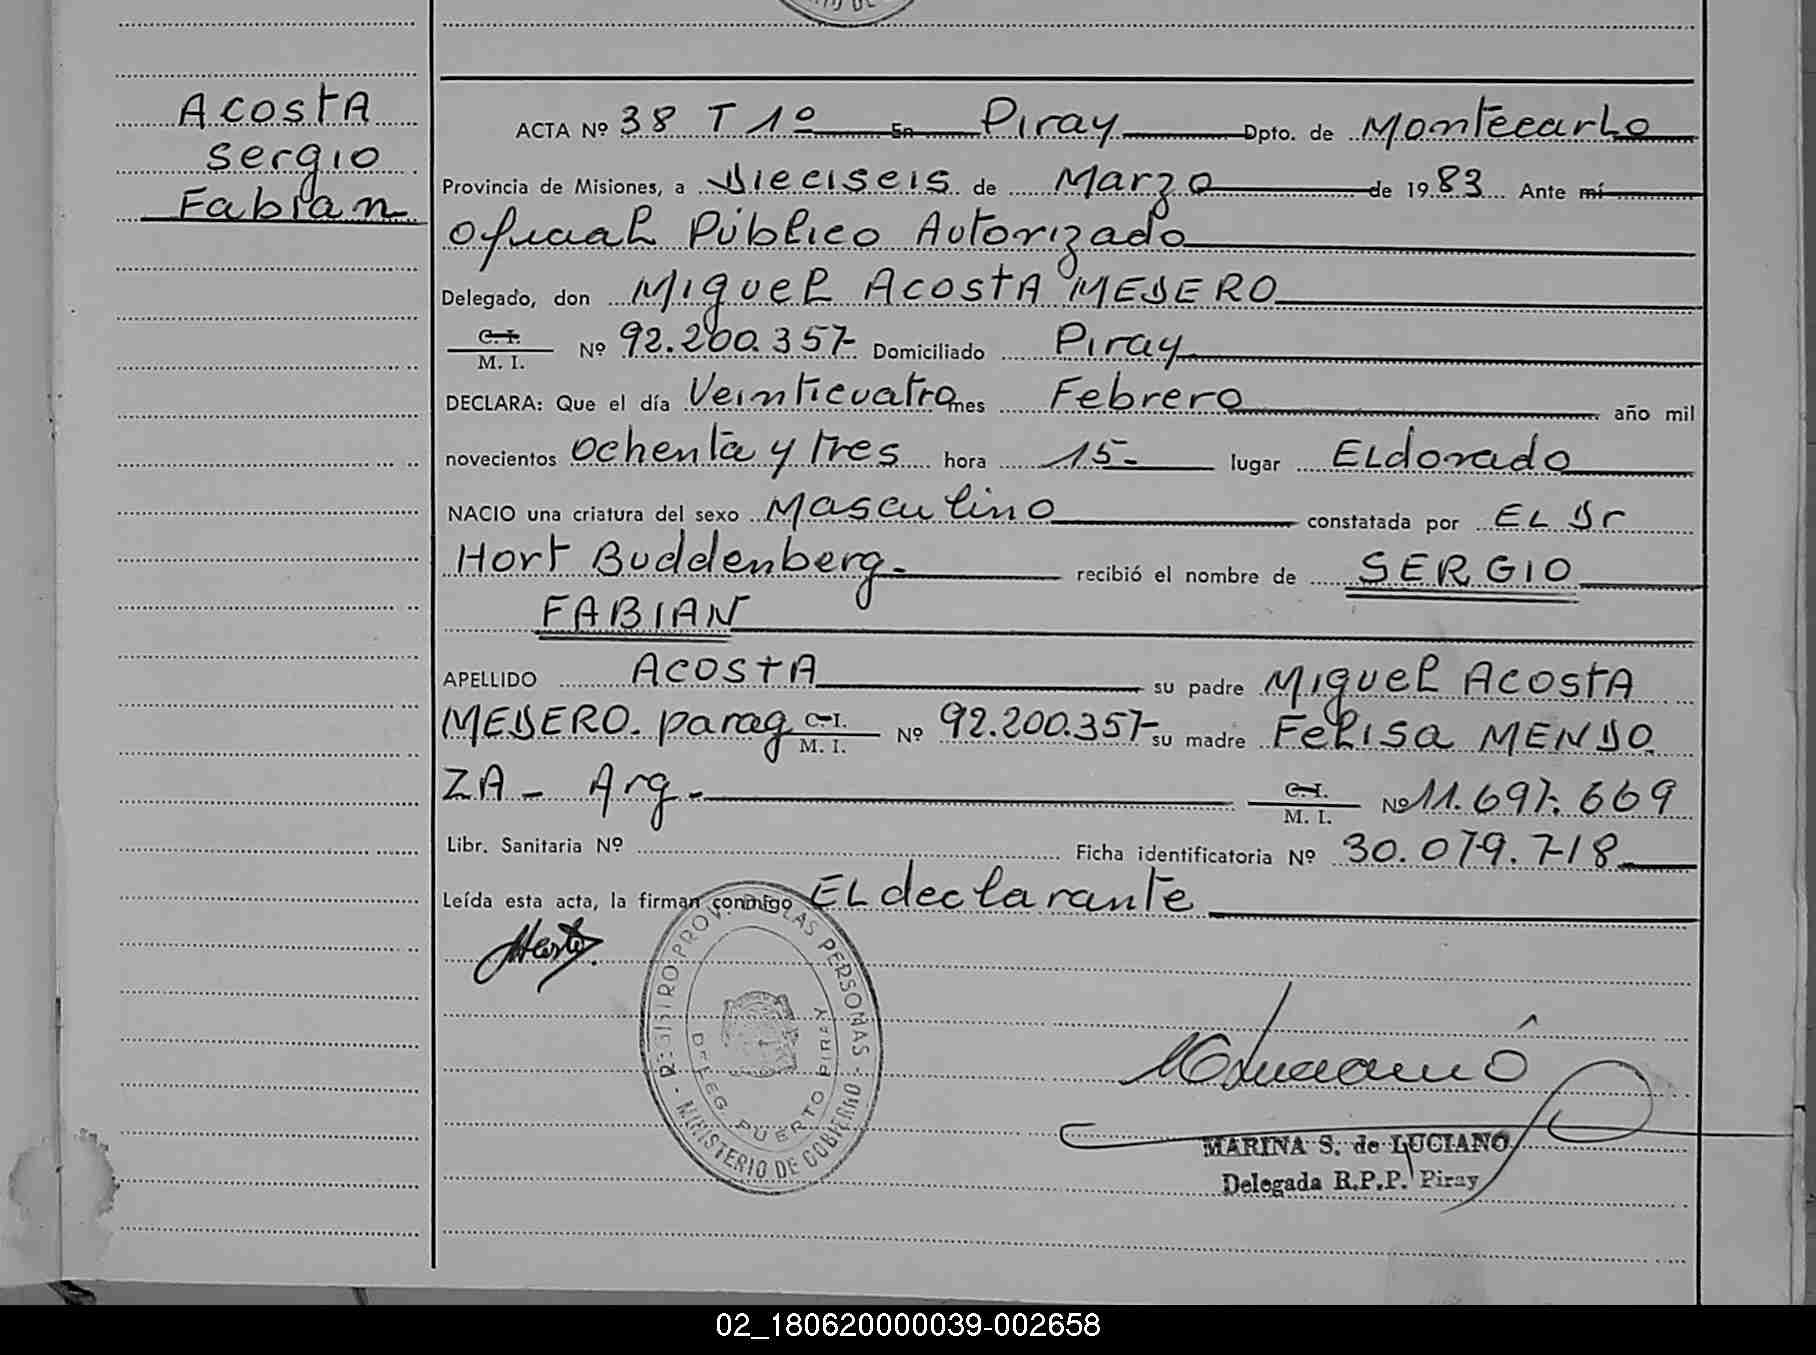 Acosta
Sergio
Fabian
ACTA Nº 38 T 1º En Piray Dpto. de Montecarlo
Provincia de Misiones, a Dieciseis de Marzo de 1983 Ante mí
Oficial Público Autorizado
Delegado, don Miguel Acosta MEDERO
C. I.
M. I. Nº 92.200.357- Domiciliado Piray
DECLARA: Que el día Veinticuatro mes Febrero año mil
novecientos ochenta y tres hora 15- lugar ELdorado
NACIO una criatura del sexo Masculino constatada por EL Dr
Hort Buddenberg.- recibió el nombre de SERGIO
FABIAN
APELLIDO ACOSTA su padre Miguel Acosta
MEDERO. parag C. I. M. I. Nº 92.200.357- su madre Felisa MENDO
ZA - Arg.- C. I. M. I. Nº 11.697.669
Libr. Sanitaria Nº Ficha identificatoria Nº 30.079.718
Leída esta acta, la firman conmigo EL declarante
REGISTRO PROV. DE LAS PERSONAS - MINISTERIO DE GOBIERNO -
DELEG. PUERTO PIRAY
MARINA S. de LUCIANO
Delegada R.P.P. Piray
02_180620000039-002658